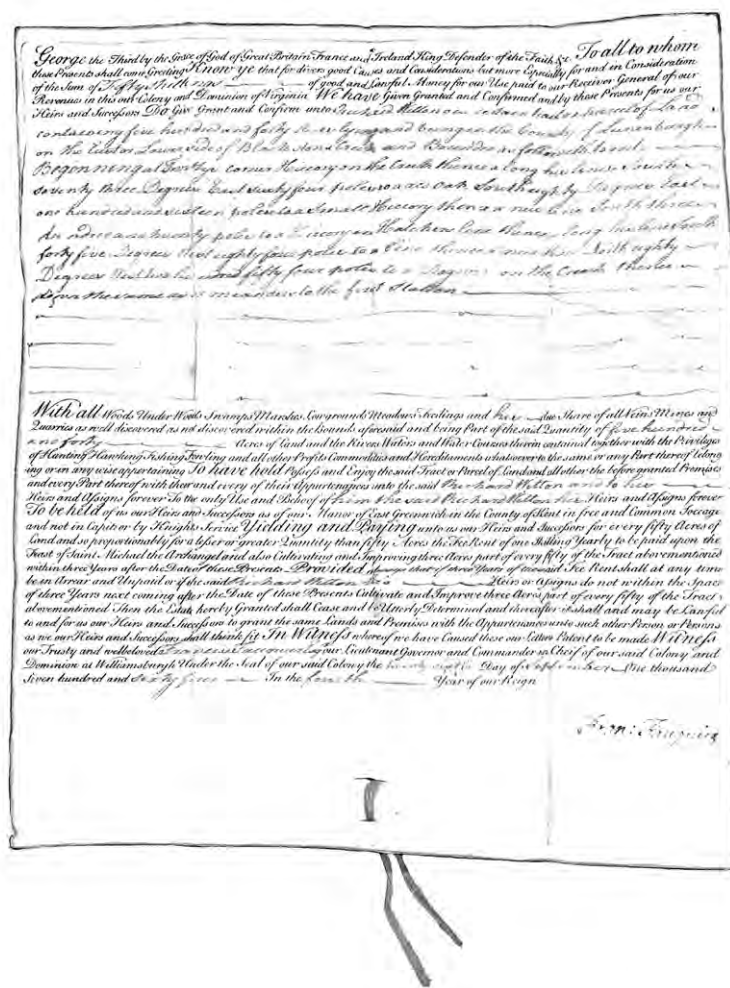 George the Third by the Grace of God of Great Britain France and Ireland King Defender of the Faith &c To all to whom
these Presents shall come Greeting Know ye that for divers good Causes and Considerations but more Especially for and in Consideration
of the Sum of Fifty Shillings of good and Lawful Money for our Use paid to our Receiver General of our
Revenues in this our Colony and Dominion of Virginia We have Given Granted and Confirmed and by these Presents for us our
Heirs and Successors Do Give Grant and Confirm unto Richard Witton one certain Tract or parcel of Land
containing five hundred and forty Acres lying and being in the County of Lunenburgh
on the Lower side of Blackstone Creek and Bounded as followeth to wit
Beginning at corner Hiccory on the Creek thence along his lines South
seventy three Degrees East sixty four poles to a Red Oak South eighty Degrees East
one hundred and sixteen poles to a Small Hiccory thence a new line South three
hundred and twenty poles to a Hiccory in line thence along his lines South
forty five Degrees West eighty four poles to a Pine thence new lines North eighty
Degrees West two hundred fifty four poles to a on the Creek thence
down the same as it meanders to the first Station
With all Woods Under Woods Swamps Marshes Lowgrounds Meadows Feedings and his due Share of all Veins Mines and
Quarries as well discovered as not discovered within the Bounds aforesaid and being Part of the said Quantity of five hundred
and forty Acres of Land and the Rivers Waters and Water Courses therein contained together with the Privileges
of Hunting Hawking Fishing Fowling and all other Profits Commodities and Hereditaments whatsoever to the same or any Part thereof belong
ing or in any wise appertaining To have hold Possess and Enjoy the said Tract or Parcel of Land and all other the before granted Premises
and every Part thereof with their and every of their Appurtenances unto the said Richard Witton and to his
Heirs and Assigns forever To the only Use and Behoof of him the said Richard Witton his Heirs and Assigns forever
To be held of us our Heirs and Successors as of our Manor of East Greenwich in the County of Kent in free and Common Soccage
and not in Capite or by Knights Service Yielding and Paying unto us our Heirs and Successors for every fifty Acres of
Land and so proportionably for a lesser or greater Quantity than fifty Acres the Fee Rent of one Shilling Yearly to be paid upon the
Feast of Saint Michael the Archangel and also Cultivating and Improving three Acres part of every fifty of the Tract abovementioned
within three Years after the Date of these Presents Provided always that if three Years of the said Fee Rent shall at any time
be in Arrear and Unpaid or if the said Richard Witton his Heirs or Assigns do not within the Space
of three Years next coming after the Date of these Presents Cultivate and Improve three Acres part of every fifty of the Tract
abovementioned Then the Estate hereby Granted shall Cease and be Utterly Determined and thereafter it shall and may be Lawful
to and for us our Heirs and Successors to grant the same Lands and Premises with the Appurtenances unto such other Person or Persons
as we our Heirs and Successors shall think fit In Witness whereof we have Caused these our Letters Patent to be made Witness
our Trusty and welbeloved Francis Fauquier Esq our Lieutenant Governor and Commander in Cheif of our said Colony and
Dominion at Williamsburgh Under the Seal of our said Colony the twenty sixth Day of September One thousand
Seven hundred and sixty four In the fourth Year of our Reign
Fran: Fauquier